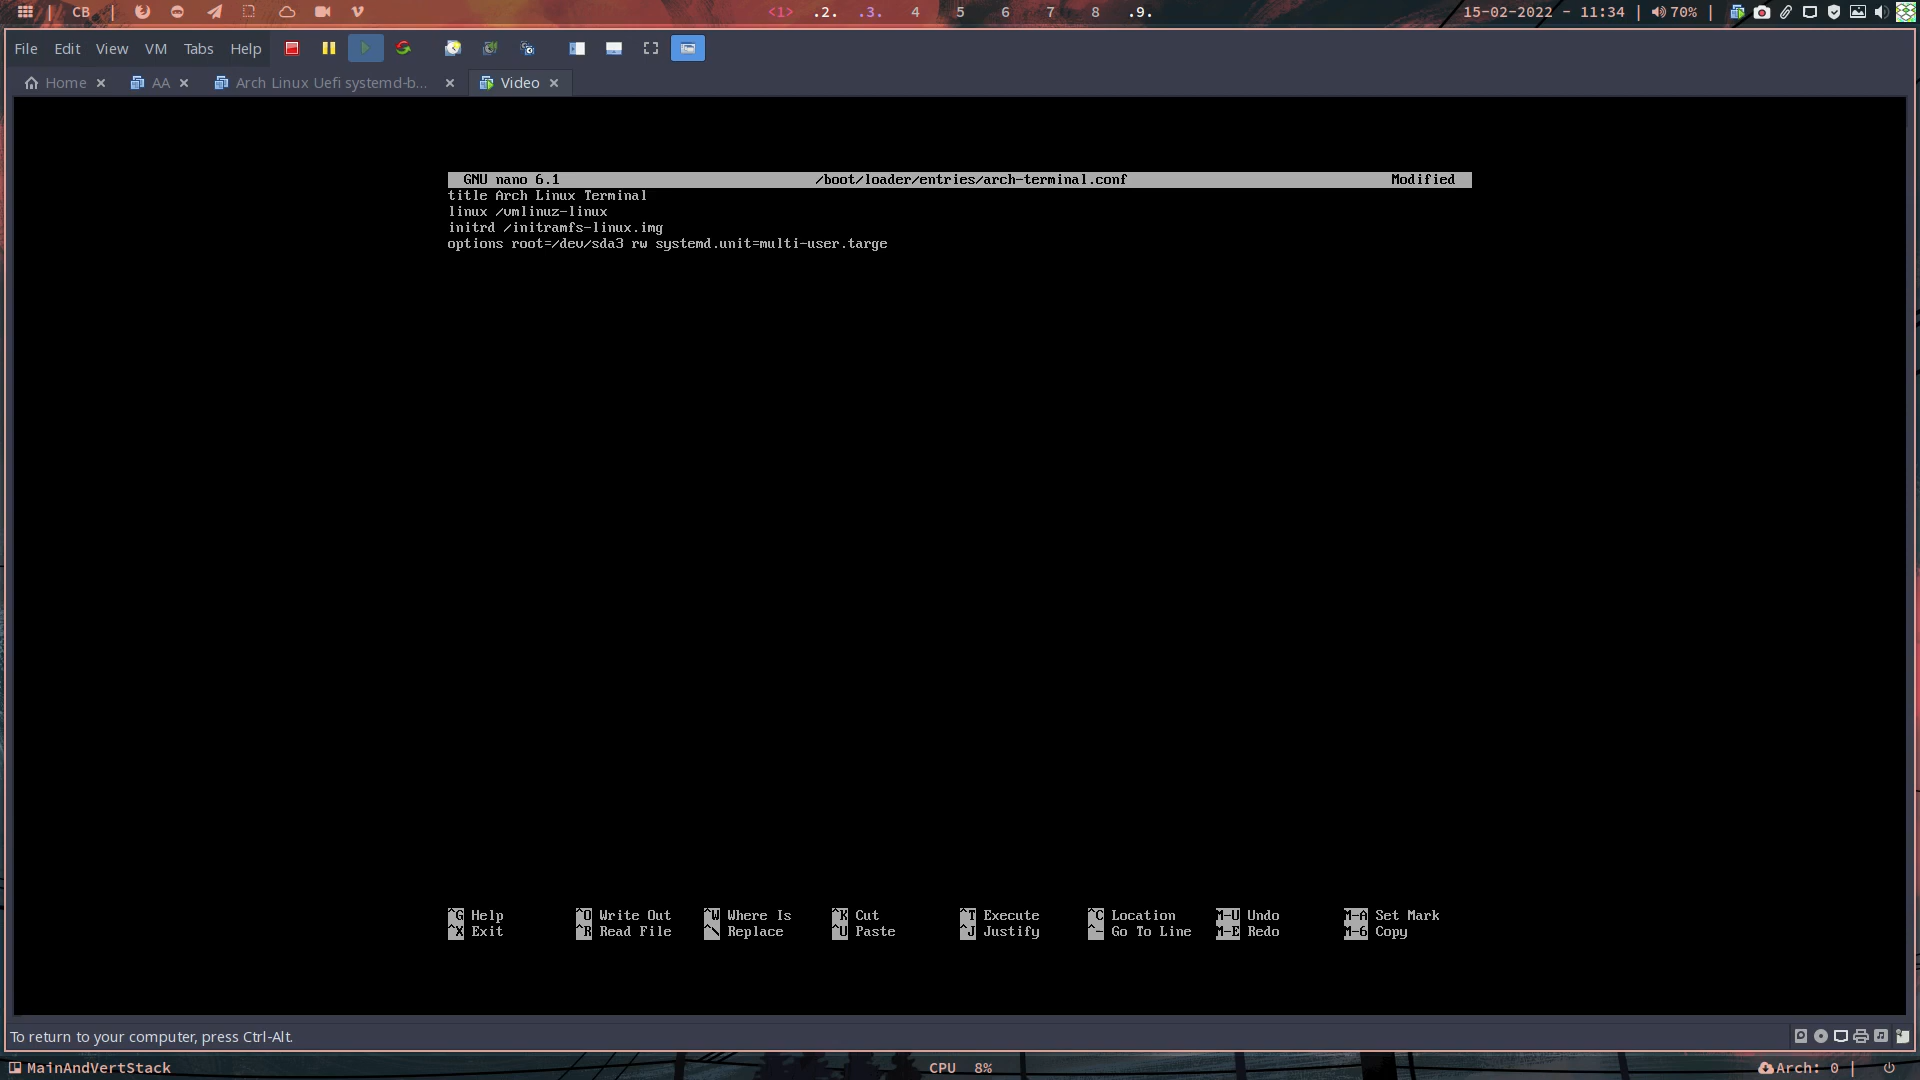 CB <1> .2. .3. 4 5 6 7 8 .9. 15-02-2022 - 11:34 | 70% |
File Edit View VM Tabs Help
Home AA Arch Linux Uefi systemd-b... Video
GNU nano 6.1 /boot/loader/entries/arch-terminal.conf Modified
title Arch Linux Terminal
linux /vmlinuz-linux
initrd /initramfs-linux.img
options root=/dev/sda3 rw systemd.unit=multi-user.targe
^G Help ^O Write Out ^W Where Is ^K Cut ^T Execute ^C Location M-U Undo M-A Set Mark
^X Exit ^R Read File ^\ Replace ^U Paste ^J Justify ^- Go To Line M-E Redo M-6 Copy
To return to your computer, press Ctrl-Alt.
MainAndVertStack CPU 8% Arch: 0 |